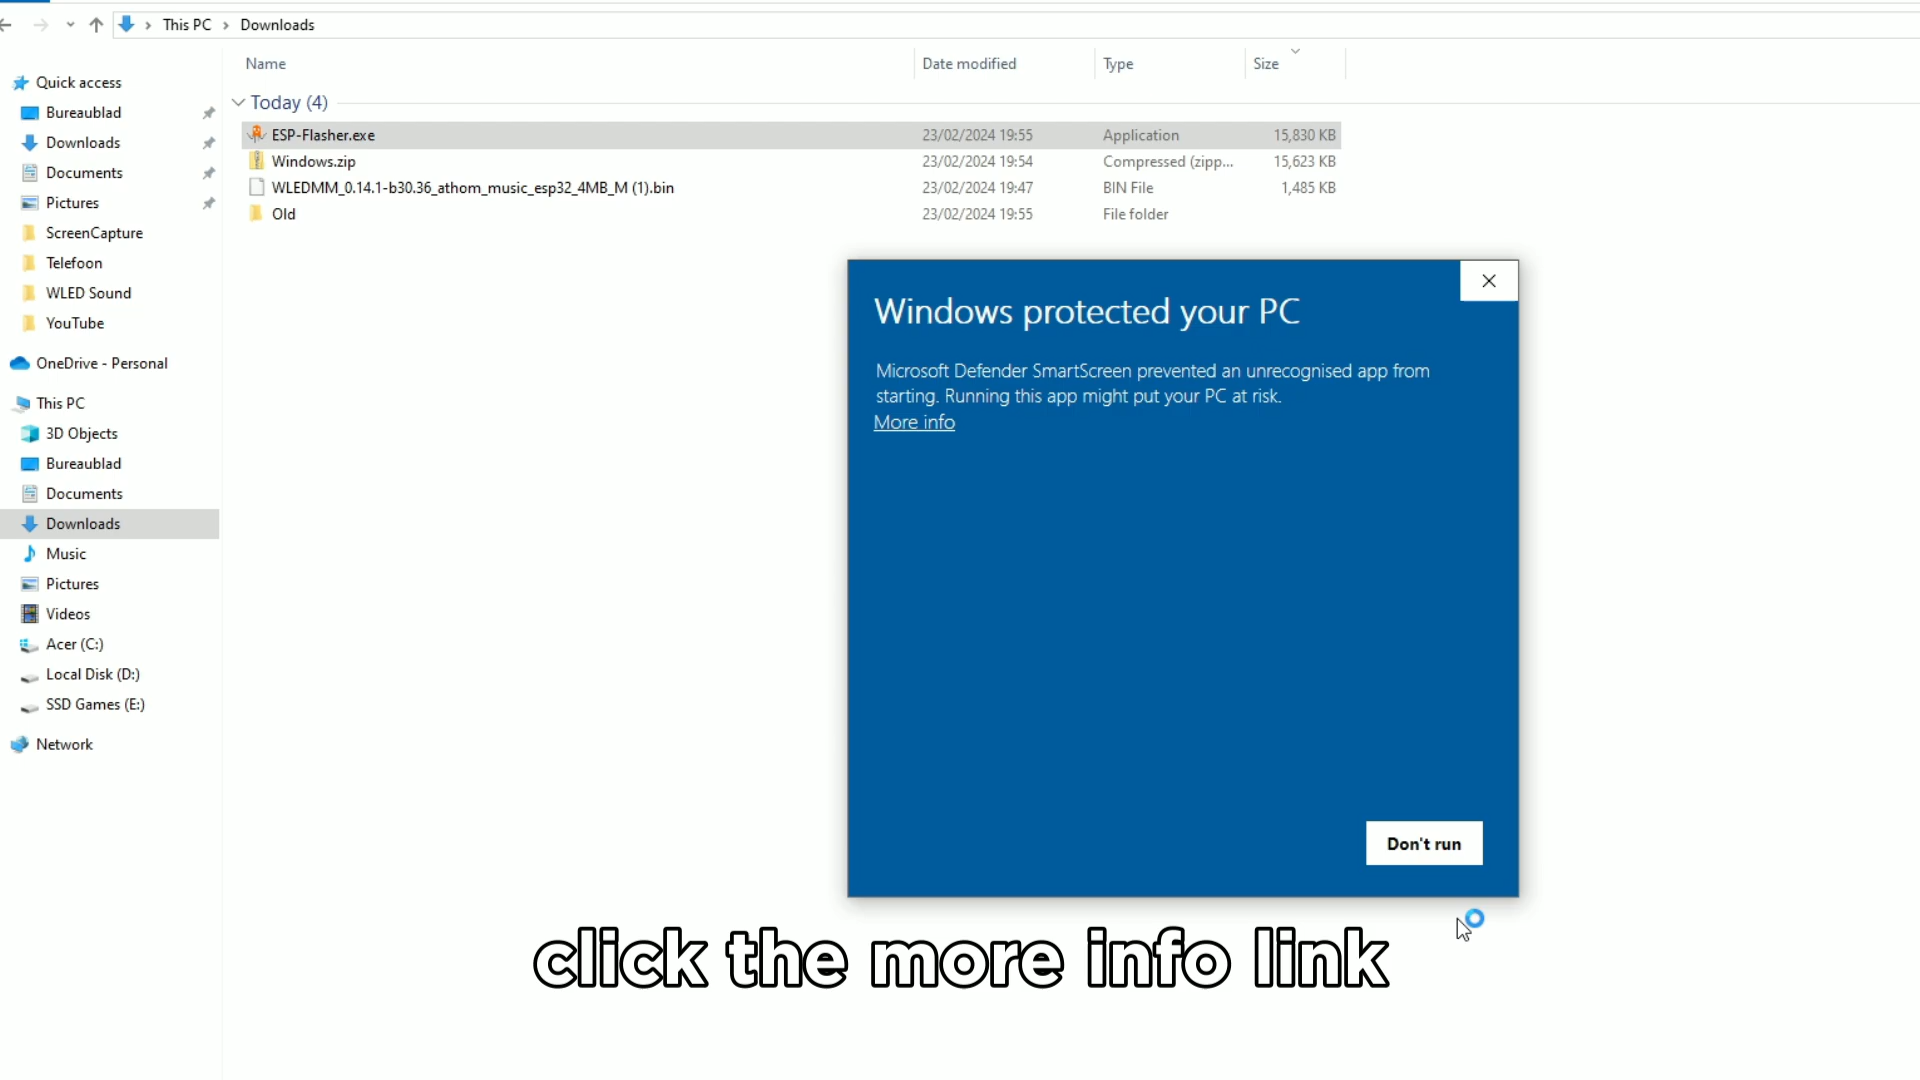 This PC
Downloads
Name
Date modified
Type
Size
Quick access
Bureaublad
Downloads
Documents
Pictures
ScreenCapture
Telefoon
WLED Sound
YouTube
OneDrive - Personal
This PC
3D Objects
Bureaublad
Documents
Downloads
Music
Pictures
Videos
Acer (C:)
Local Disk (D:)
SSD Games (E:)
Network
Today (4)
ESP-Flasher.exe 23/02/2024 19:55 Application 15,830 KB
Windows.zip 23/02/2024 19:54 Compressed (zipp... 15,623 KB
WLEDMM_0.14.1-b30.36_athom_music_esp32_4MB_M (1).bin 23/02/2024 19:47 BIN File 1,485 KB
Old 23/02/2024 19:55 File folder
Windows protected your PC
Microsoft Defender SmartScreen prevented an unrecognised app from
starting. Running this app might put your PC at risk.
More info
Don't run
click the more info link